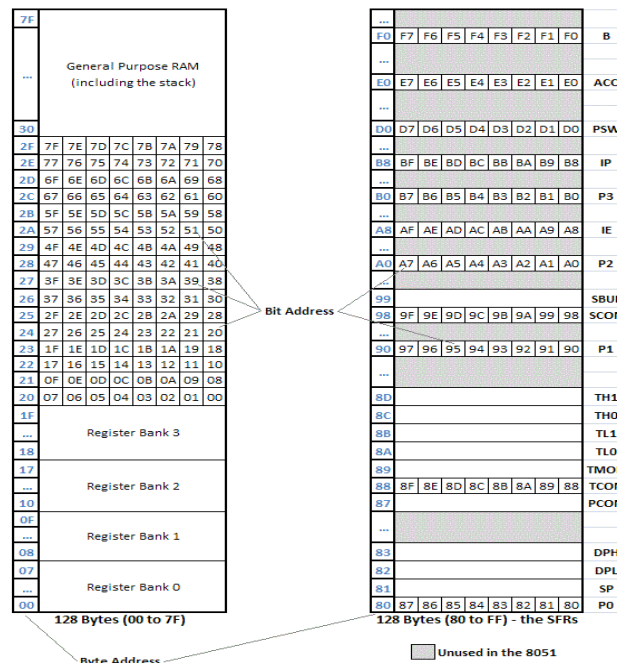 7F
...
General Purpose RAM
(including the stack)
30
2F 7F 7E 7D 7C 7B 7A 79 78
2E 77 76 75 74 73 72 71 70
2D 6F 6E 6D 6C 6B 6A 69 68
2C 67 66 65 64 63 62 61 60
2B 5F 5E 5D 5C 5B 5A 59 58
2A 57 56 55 54 53 52 51 50
29 4F 4E 4D 4C 4B 4A 49 48
28 47 46 45 44 43 42 41 40
27 3F 3E 3D 3C 3B 3A 39 38
26 37 36 35 34 33 32 31 30
25 2F 2E 2D 2C 2B 2A 29 28
24 27 26 25 24 23 22 21 20
23 1F 1E 1D 1C 1B 1A 19 18
22 17 16 15 14 13 12 11 10
21 0F 0E 0D 0C 0B 0A 09 08
20 07 06 05 04 03 02 01 00
1F
... Register Bank 3
18
17
... Register Bank 2
10
0F
... Register Bank 1
08
07
... Register Bank 0
00
128 Bytes (00 to 7F)
Bit Address
Byte Address
...
F0 F7 F6 F5 F4 F3 F2 F1 F0 B
...
E0 E7 E6 E5 E4 E3 E2 E1 E0 ACC
...
D0 D7 D6 D5 D4 D3 D2 D1 D0 PSW
...
B8 BF BE BD BC BB BA B9 B8 IP
...
B0 B7 B6 B5 B4 B3 B2 B1 B0 P3
...
A8 AF AE AD AC AB AA A9 A8 IE
...
A0 A7 A6 A5 A4 A3 A2 A1 A0 P2
...
99 SBU
98 9F 9E 9D 9C 9B 9A 99 98 SCON
...
90 97 96 95 94 93 92 91 90 P1
...
8D TH1
8C TH0
8B TL1
8A TL0
89 TMO
88 8F 8E 8D 8C 8B 8A 89 88 TCON
87 PCON
...
83 DPH
82 DPL
81 SP
80 87 86 85 84 83 82 81 80 P0
128 Bytes (80 to FF) - the SFRs
Unused in the 8051